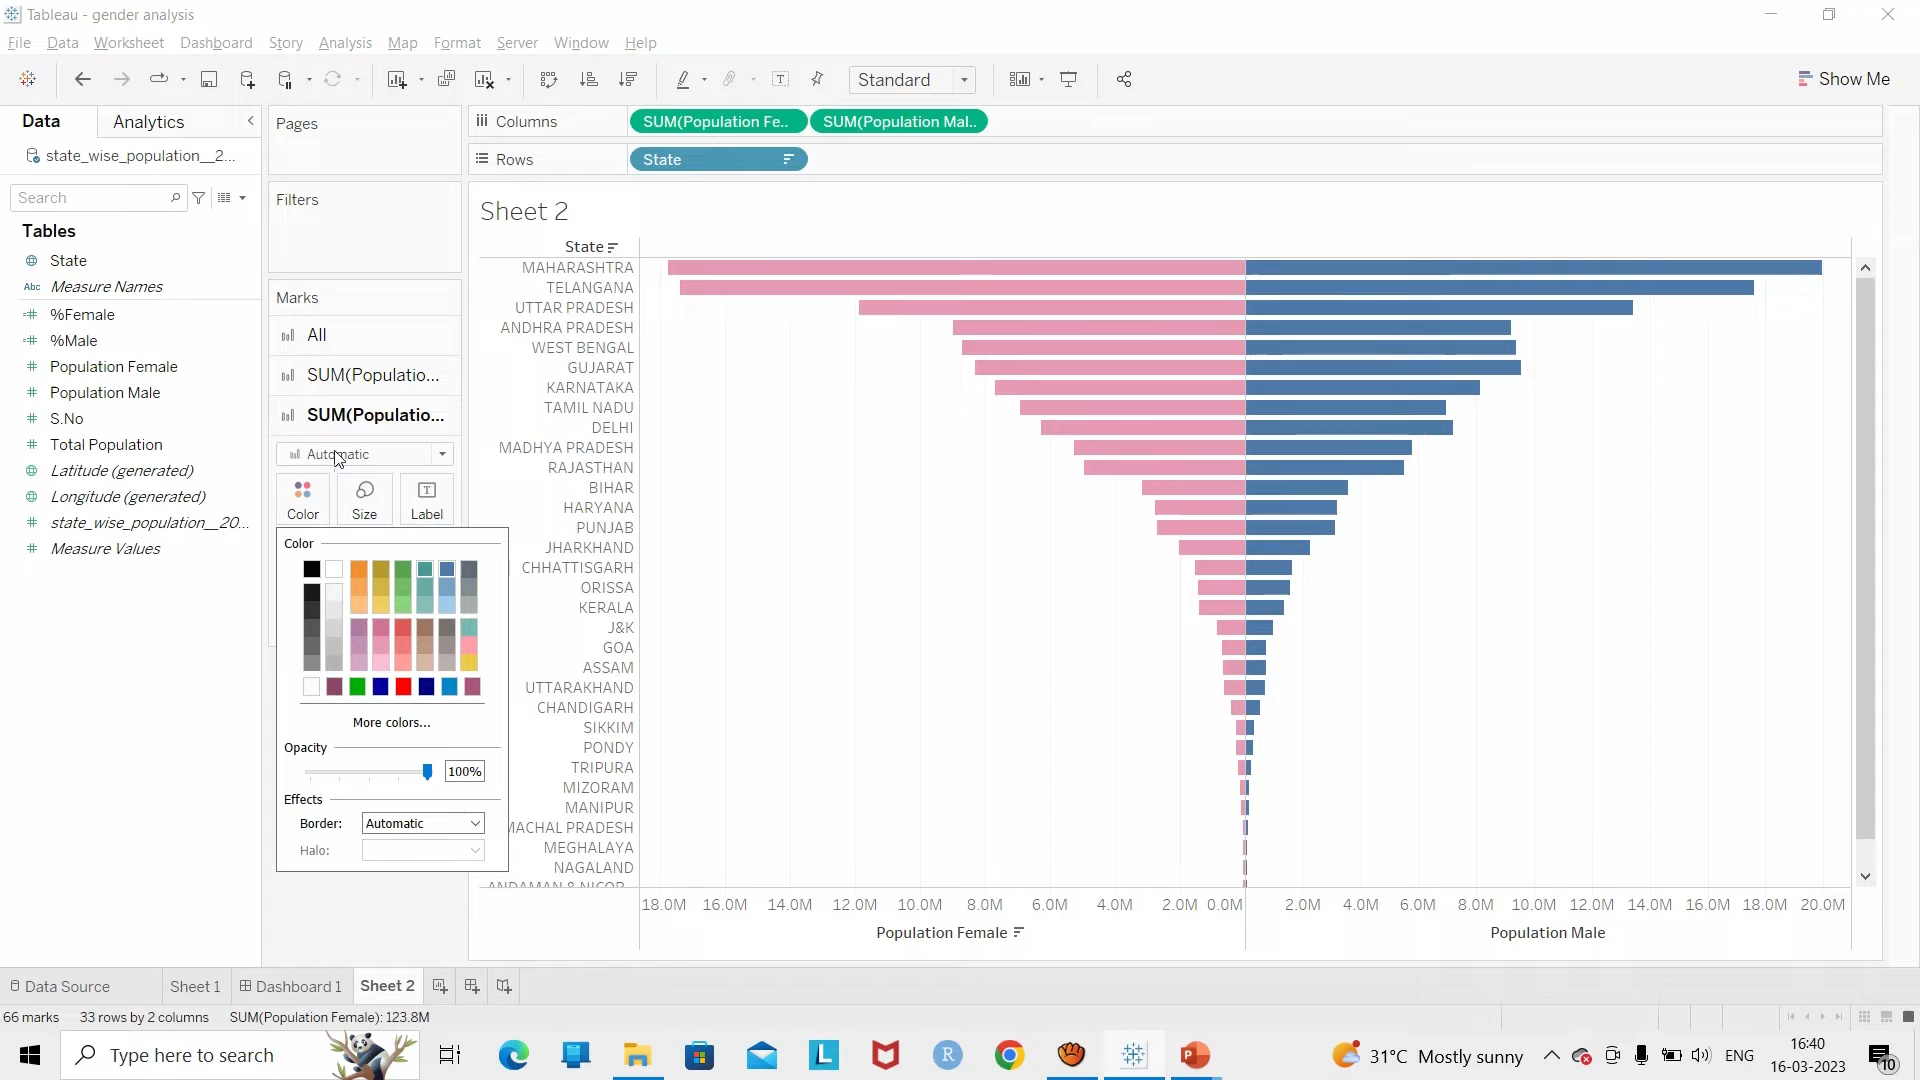 Tableau - gender analysis
File Data Worksheet Dashboard Story Analysis Map Format Server Window Help
Standard
Show Me
Data Analytics
Pages
Columns SUM(Population Fe.. SUM(Population Mal..
state_wise_population__2...
Rows State
Search
Filters
Sheet 2
Tables
State
State
Measure Names
%Female
%Male
Population Female
Population Male
S.No
Total Population
Latitude (generated)
Longitude (generated)
state_wise_population__20...
Measure Values
Abc
Marks
All
SUM(Populatio...
SUM(Populatio...
Automatic
Color Size Label
Color
More colors...
Opacity
100%
Effects
Border: Automatic
Halo:
MAHARASHTRA
TELANGANA
UTTAR PRADESH
ANDHRA PRADESH
WEST BENGAL
GUJARAT
KARNATAKA
TAMIL NADU
DELHI
MADHYA PRADESH
RAJASTHAN
BIHAR
HARYANA
PUNJAB
JHARKHAND
CHHATTISGARH
ORISSA
KERALA
J&K
GOA
ASSAM
UTTARAKHAND
CHANDIGARH
SIKKIM
PONDY
TRIPURA
MIZORAM
MANIPUR
MACHAL PRADESH
MEGHALAYA
NAGALAND
ANDAMAN & NICOB..
18.0M 16.0M 14.0M 12.0M 10.0M 8.0M 6.0M 4.0M 2.0M 0.0M 2.0M 4.0M 6.0M 8.0M 10.0M 12.0M 14.0M 16.0M 18.0M 20.0M
Population Female Population Male
Data Source Sheet 1 Dashboard 1 Sheet 2
66 marks 33 rows by 2 columns SUM(Population Female): 123.8M
Type here to search
31°C Mostly sunny
ENG
16:40
16-03-2023
10